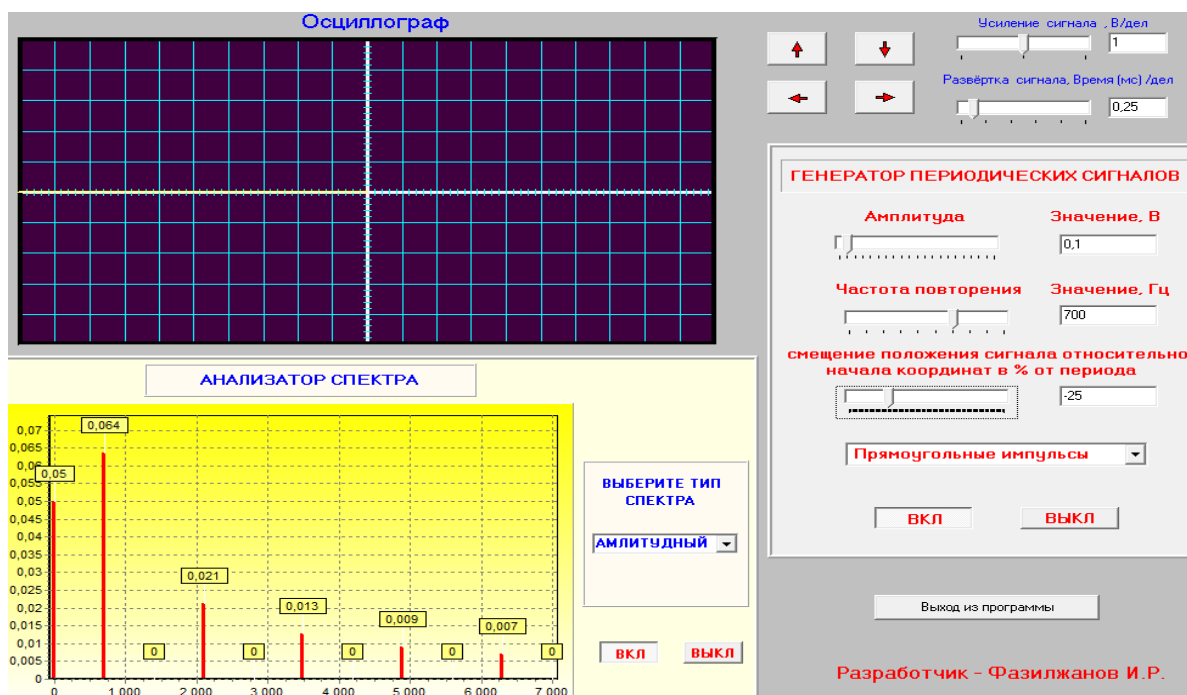 Осциллограф
Усиление сигнала , В/дел
1
Развёртка сигнала, Время (мс) /дел
0,25
ГЕНЕРАТОР ПЕРИОДИЧЕСКИХ СИГНАЛОВ
Амплитуда
Значение, В
0,1
Частота повторения
Значение, Гц
700
смещение положения сигнала относительно
начала координат в % от периода
-25
Прямоугольные импульсы
ВКЛ
ВЫКЛ
АНАЛИЗАТОР СПЕКТРА
0,07
0,065
0,06
0,055
0,05
0,045
0,04
0,035
0,03
0,025
0,02
0,015
0,01
0,005
0
0,05
0,064
0
0,021
0
0,013
0
0,009
0
0,007
0
0
1 000
2 000
3 000
4 000
5 000
6 000
7 000
ВЫБЕРИТЕ ТИП
СПЕКТРА
АМЛИТУДНЫЙ
ВКЛ
ВЫКЛ
Выход из программы
Разработчик - Фазилжанов И.Р.